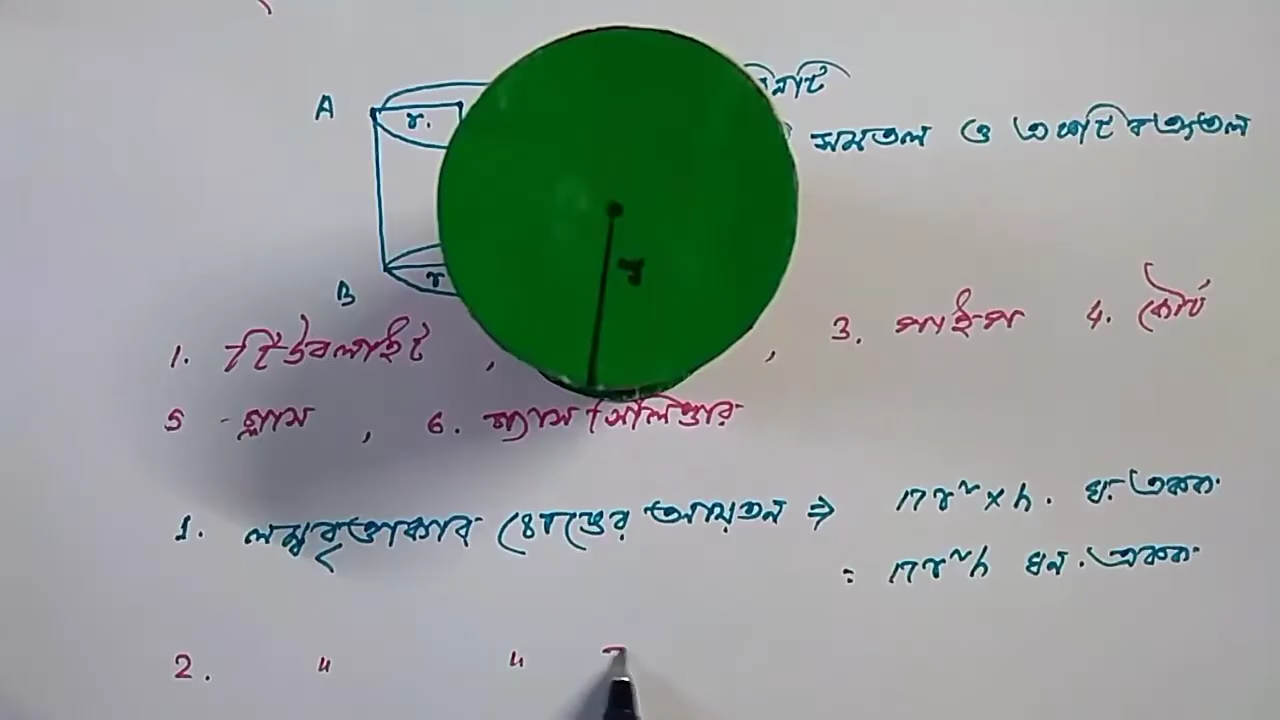 A r.
সমতল ও একটি বক্রতল
B r
1. টিউবলাইট , , 3. পাইপ 4.
5 গ্লাস , 6. গ্যাস সিলিন্ডার
1. লম্ববৃত্তাকার চোঙের আয়তন ⇒ πr²×h. ঘ. একক
= πr²h ঘন. একক
2. " "
r